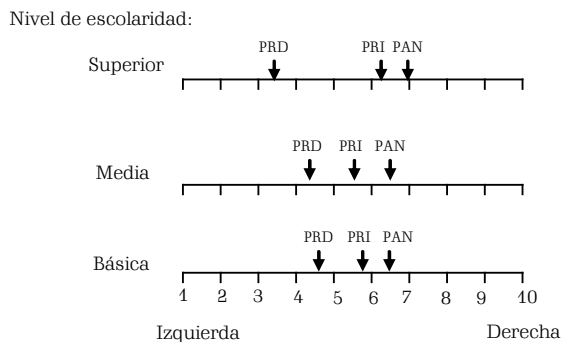 Nivel de escolaridad:
PRD PRI PAN
Superior
PRD PRI PAN
Media
PRD PRI PAN
Básica
1 2 3 4 5 6 7 8 9 10
Izquierda Derecha